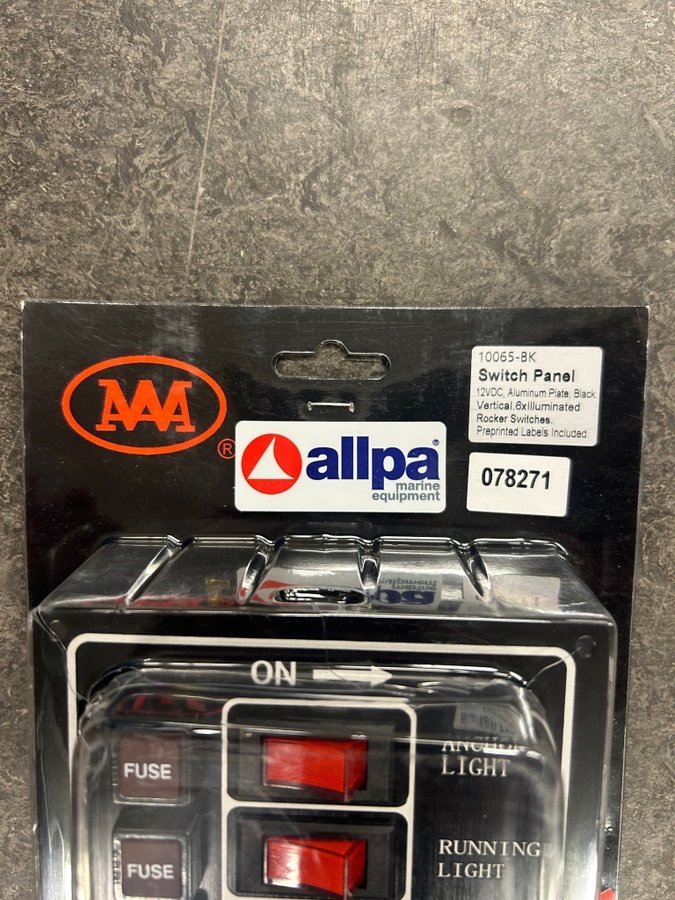 AAA
®
10065-BK
Switch Panel
12VDC, Aluminum Plate, Black
Vertical.6xIlluminated
Rocker Switches.
Preprinted Labels Included.
allpa®
marine
equipment
078271
ON
FUSE
ANCHOR
LIGHT
FUSE
RUNNING
LIGHT